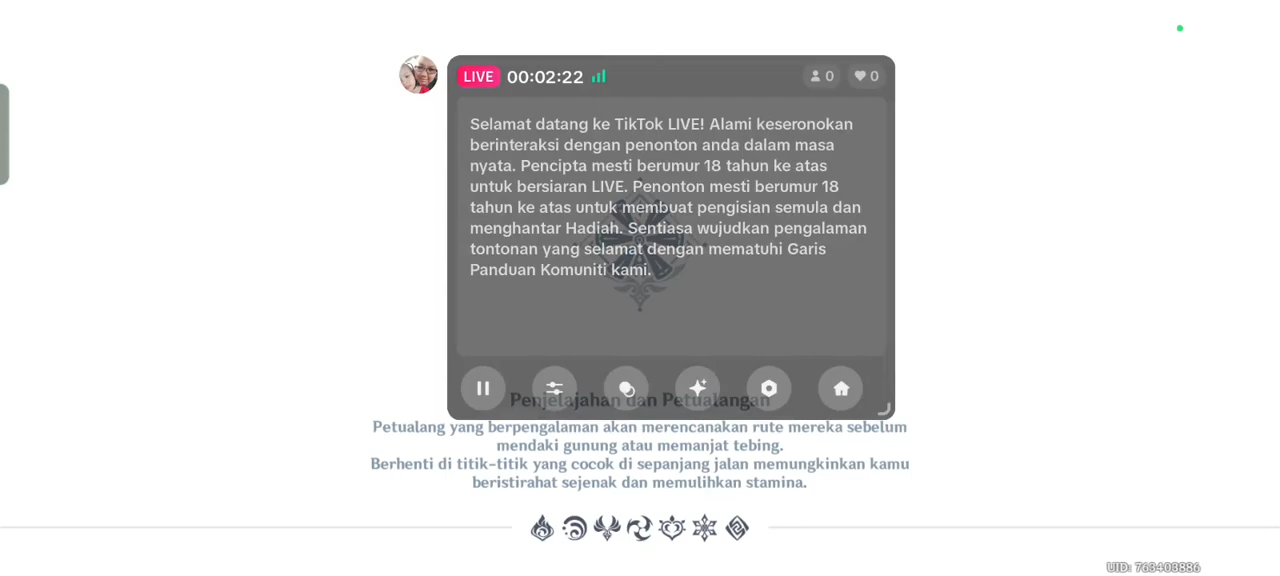 LIVE 00:02:22 0 0
Selamat datang ke TikTok LIVE! Alami keseronokan
berinteraksi dengan penonton anda dalam masa
nyata. Pencipta mesti berumur 18 tahun ke atas
untuk bersiaran LIVE. Penonton mesti berumur 18
tahun ke atas untuk membuat pengisian semula dan
menghantar Hadiah. Sentiasa wujudkan pengalaman
tontonan yang selamat dengan mematuhi Garis
Panduan Komuniti kami.
Penjelajahan dan Petualangan
Petualang yang berpengalaman akan merencanakan rute mereka sebelum
mendaki gunung atau memanjat tebing.
Berhenti di titik-titik yang cocok di sepanjang jalan memungkinkan kamu
beristirahat sejenak dan memulihkan stamina.
UID: 763403886